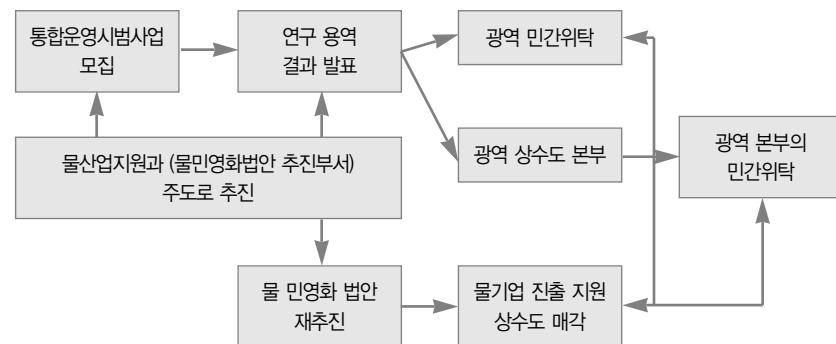 통합운영시범사업
모집
연구 용역
결과 발표
광역 민간위탁
물산업지원과 (물민영화법안 추진부서)
주도로 추진
광역 상수도 본부
광역 본부의
민간위탁
물 민영화 법안
재추진
물기업 진출 지원
상수도 매각